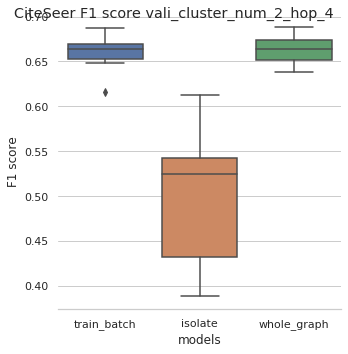 CiteSeer F1 score vali_cluster_num_2_hop_4
0.70
0.65
0.60
0.55
0.50
0.45
0.40
F1 score
train_batch isolate whole_graph
models